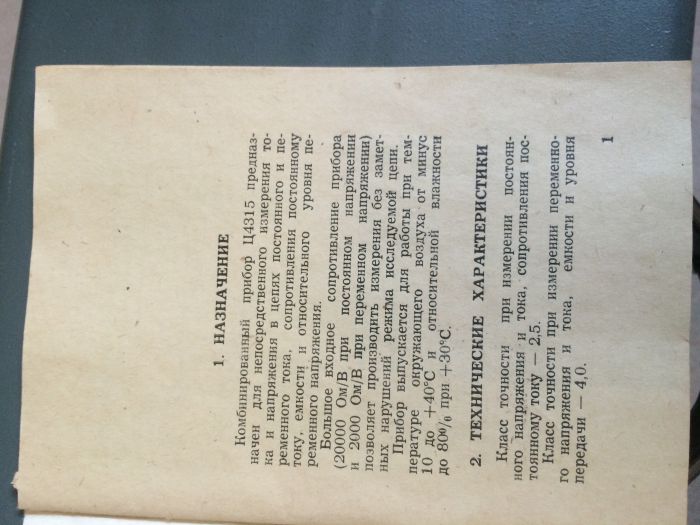 1. НАЗНАЧЕНИЕ
Комбинированный прибор Ц4315 предназ-
начен для непосредственного измерения то-
ка и напряжения в цепях постоянного и пе-
ременного тока, сопротивления постоянному
току, емкости и относительного уровня пе-
ременного напряжения.
Большое входное сопротивление прибора
(20000 Ом/В при постоянном напряжении
и 2000 Ом/В при переменном напряжении)
позволяет производить измерения без замет-
ных нарушений режима исследуемой цепи.
Прибор выпускается для работы при тем-
пературе окружающего воздуха от минус
10 до +40°С и относительной влажности
до 80% при +30°С.
2. ТЕХНИЧЕСКИЕ ХАРАКТЕРИСТИКИ
Класс точности при измерении постоян-
ного напряжения и тока, сопротивления пос-
тоянному току — 2,5.
Класс точности при измерении переменно-
го напряжения и тока, емкости и уровня
передачи — 4,0.
1